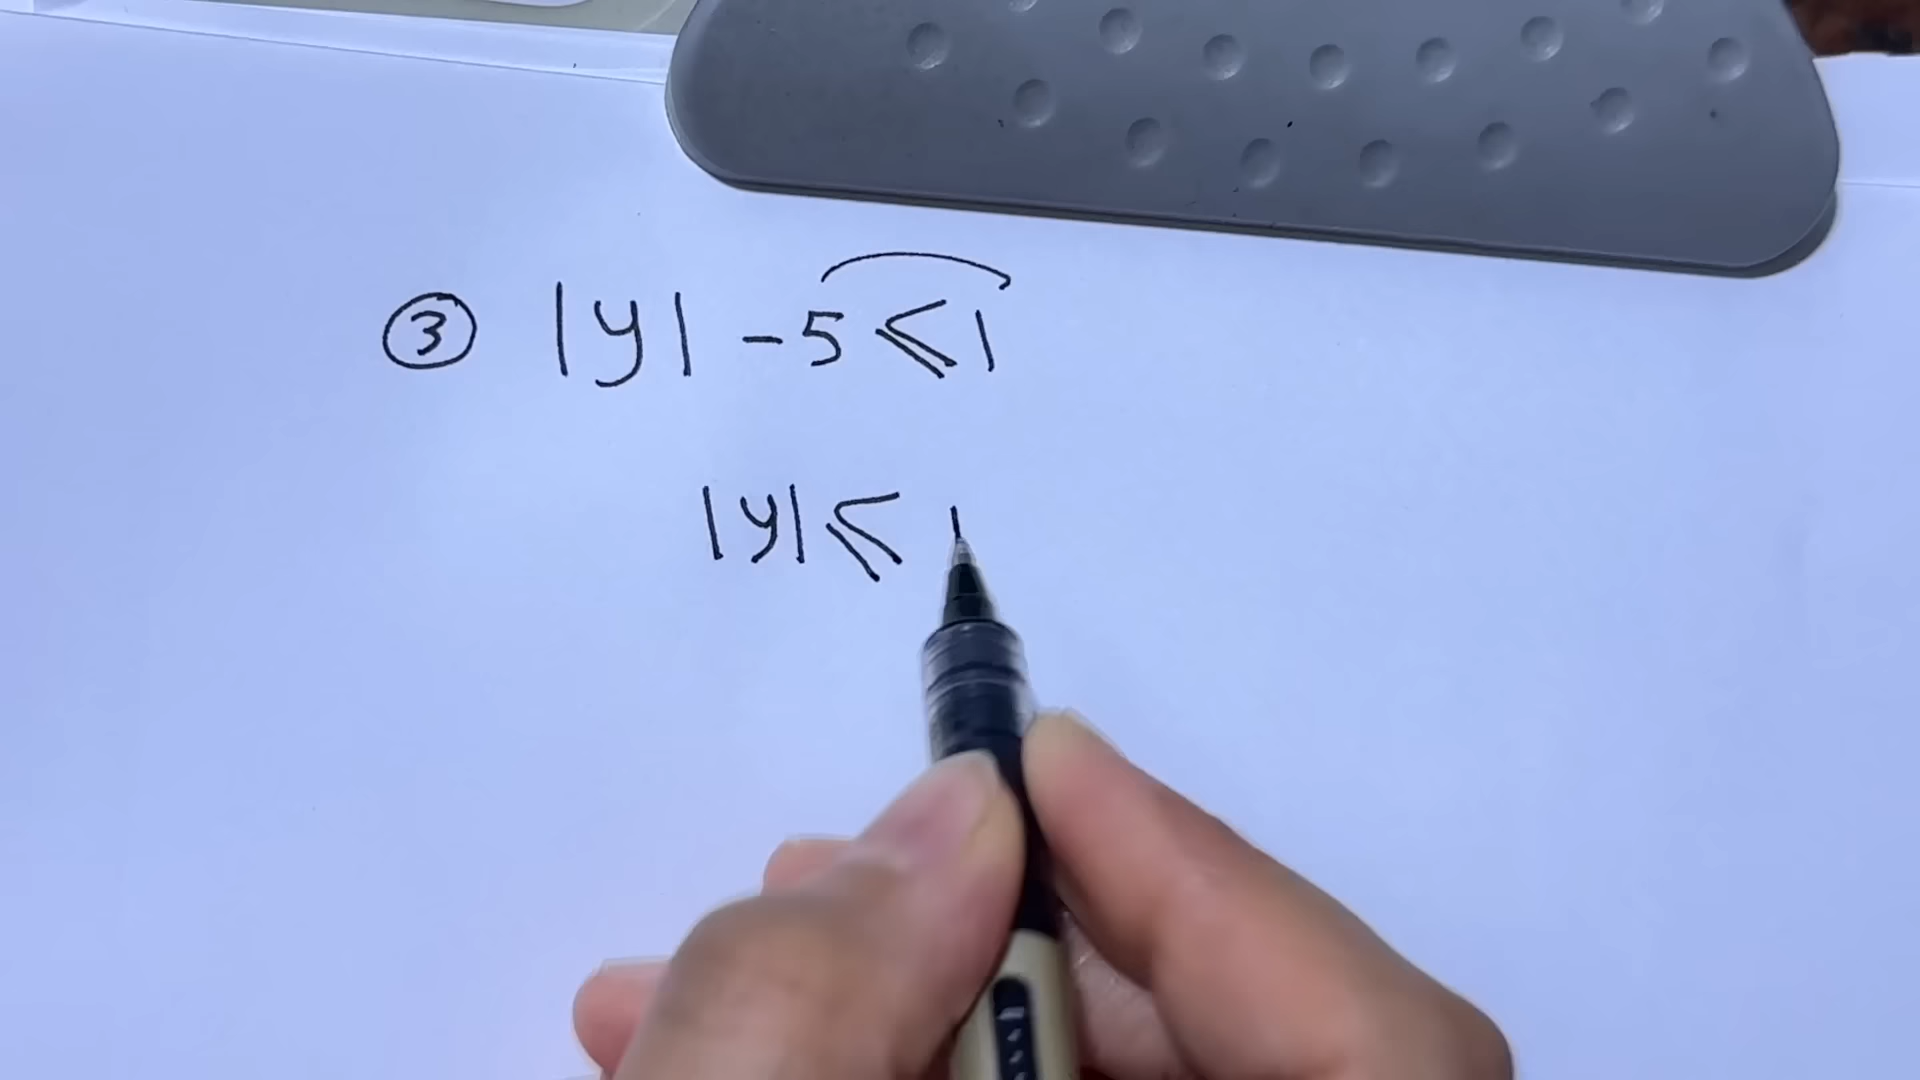 ③ |y| - 5 ⩽ 1
|y| ⩽ 1